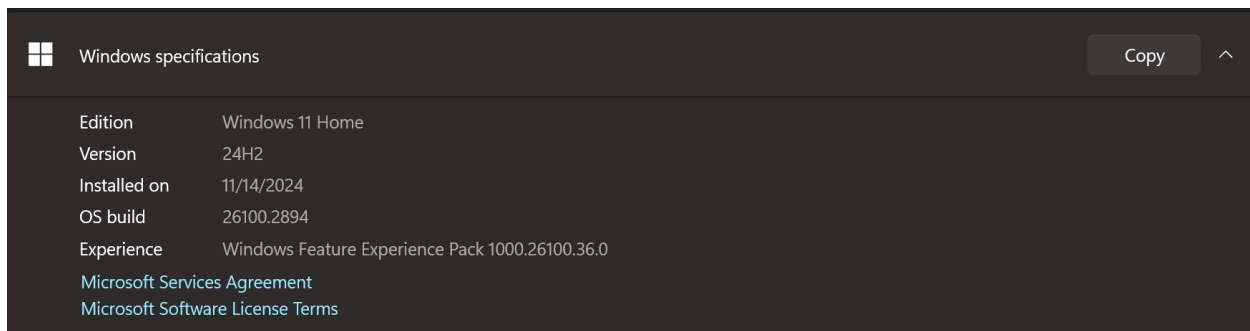 Windows specifications Copy
Edition Windows 11 Home
Version 24H2
Installed on 11/14/2024
OS build 26100.2894
Experience Windows Feature Experience Pack 1000.26100.36.0
Microsoft Services Agreement
Microsoft Software License Terms